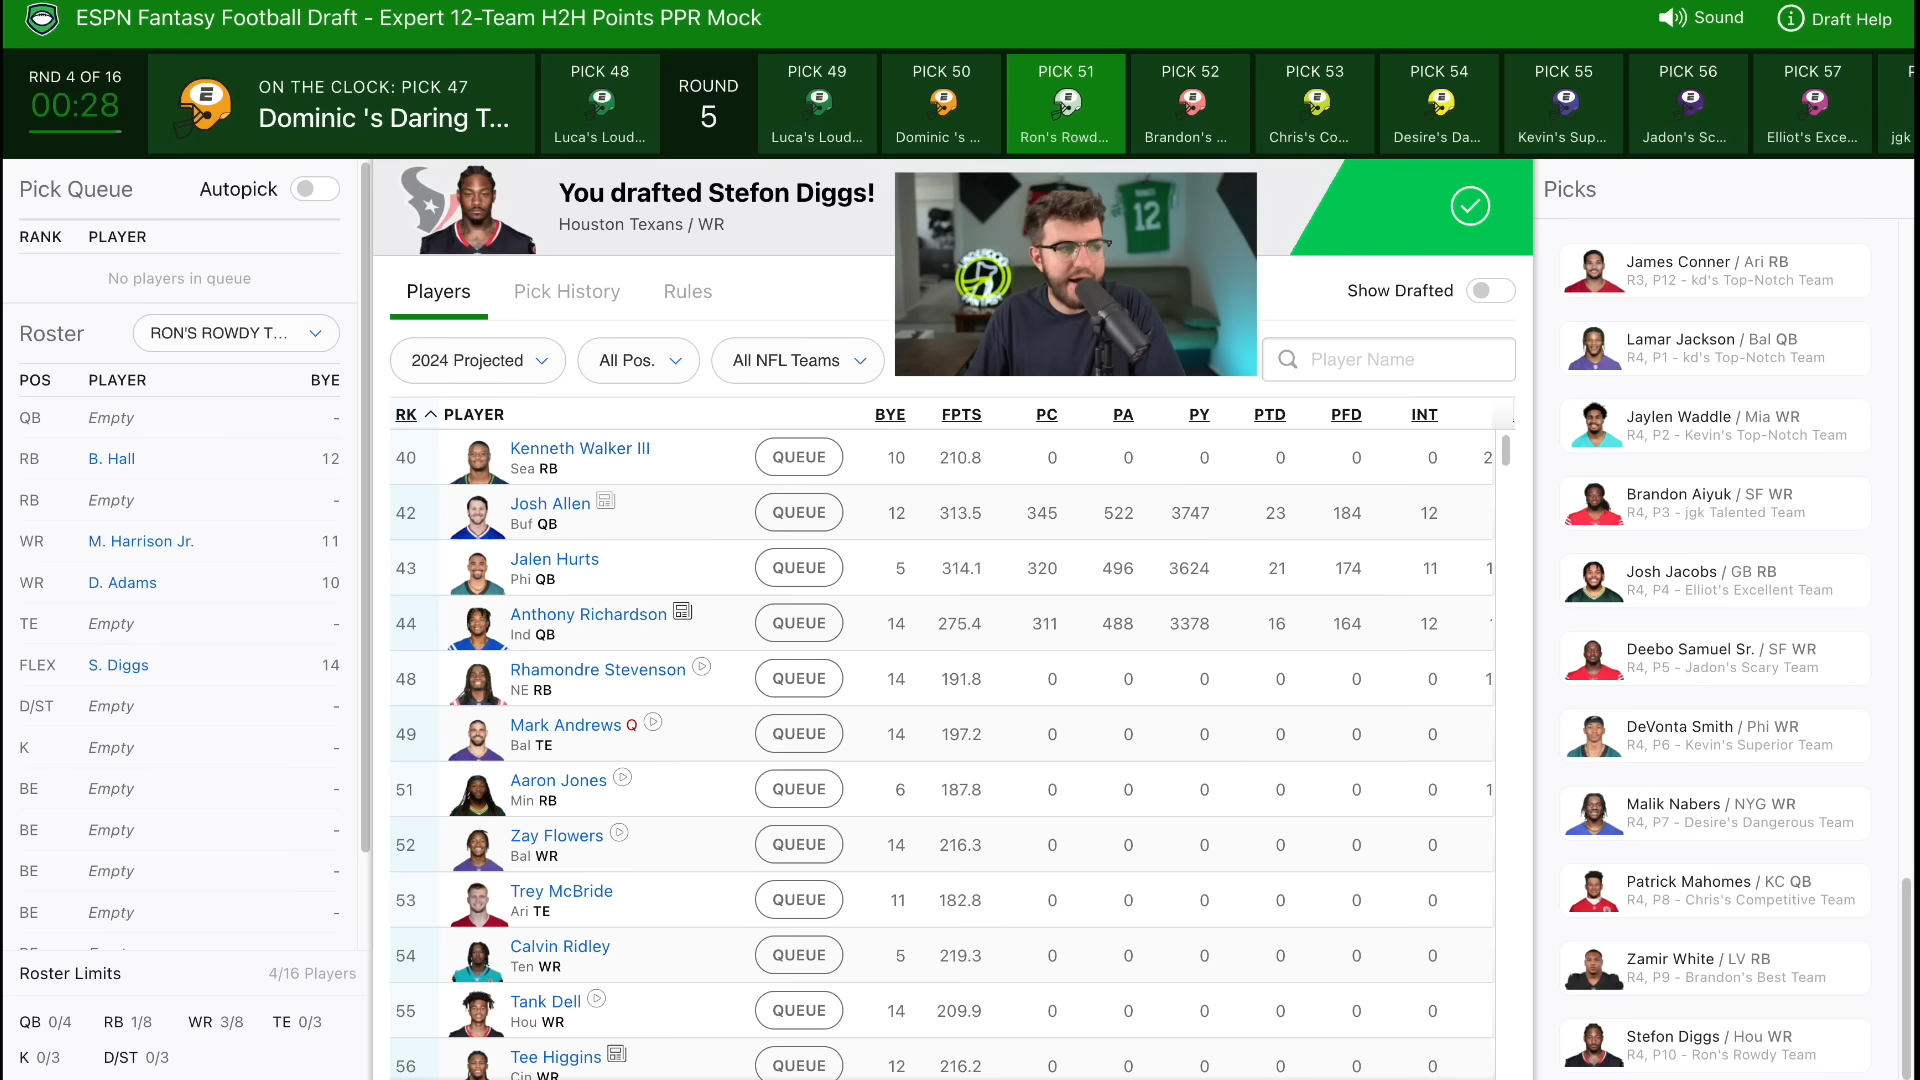 ESPN Fantasy Football Draft - Expert 12-Team H2H Points PPR Mock
Sound
Draft Help
RND 4 OF 16
00:28
ON THE CLOCK: PICK 47
Dominic 's Daring T...
PICK 48
Luca's Loud...
ROUND
5
PICK 49
Luca's Loud...
PICK 50
Dominic 's ...
PICK 51
Ron's Rowd...
PICK 52
Brandon's ...
PICK 53
Chris's Co...
PICK 54
Desire's Da...
PICK 55
Kevin's Sup...
PICK 56
Jadon's Sc...
PICK 57
Elliot's Exce...
jgk
Pick Queue
Autopick
RANK PLAYER
No players in queue
Roster
RON'S ROWDY T...
POS PLAYER BYE
QB Empty -
RB B. Hall 12
RB Empty -
WR M. Harrison Jr. 11
WR D. Adams 10
TE Empty -
FLEX S. Diggs 14
D/ST Empty -
K Empty -
BE Empty -
BE Empty -
BE Empty -
BE Empty -
Roster Limits 4/16 Players
QB 0/4 RB 1/8 WR 3/8 TE 0/3
K 0/3 D/ST 0/3
You drafted Stefon Diggs!
Houston Texans / WR
12
UNDERDOG
Players
Pick History
Rules
Show Drafted
2024 Projected
All Pos.
All NFL Teams
Player Name
RK PLAYER BYE FPTS PC PA PY PTD PFD INT
40 Kenneth Walker III QUEUE 10 210.8 0 0 0 0 0 0 2
Sea RB
42 Josh Allen QUEUE 12 313.5 345 522 3747 23 184 12
Buf QB
43 Jalen Hurts QUEUE 5 314.1 320 496 3624 21 174 11 1
Phi QB
44 Anthony Richardson QUEUE 14 275.4 311 488 3378 16 164 12
Ind QB
48 Rhamondre Stevenson QUEUE 14 191.8 0 0 0 0 0 0 1
NE RB
49 Mark Andrews Q QUEUE 14 197.2 0 0 0 0 0 0
Bal TE
51 Aaron Jones QUEUE 6 187.8 0 0 0 0 0 0 1
Min RB
52 Zay Flowers QUEUE 14 216.3 0 0 0 0 0 0
Bal WR
53 Trey McBride QUEUE 11 182.8 0 0 0 0 0 0
Ari TE
54 Calvin Ridley QUEUE 5 219.3 0 0 0 0 0 0
Ten WR
55 Tank Dell QUEUE 14 209.9 0 0 0 0 0 0
Hou WR
56 Tee Higgins QUEUE 12 216.2 0 0 0 0 0 0
Cin WR
Picks
James Conner / Ari RB
R3, P12 - kd's Top-Notch Team
Lamar Jackson / Bal QB
R4, P1 - kd's Top-Notch Team
Jaylen Waddle / Mia WR
R4, P2 - Kevin's Top-Notch Team
Brandon Aiyuk / SF WR
R4, P3 - jgk Talented Team
Josh Jacobs / GB RB
R4, P4 - Elliot's Excellent Team
Deebo Samuel Sr. / SF WR
R4, P5 - Jadon's Scary Team
DeVonta Smith / Phi WR
R4, P6 - Kevin's Superior Team
Malik Nabers / NYG WR
R4, P7 - Desire's Dangerous Team
Patrick Mahomes / KC QB
R4, P8 - Chris's Competitive Team
Zamir White / LV RB
R4, P9 - Brandon's Best Team
Stefon Diggs / Hou WR
R4, P10 - Ron's Rowdy Team